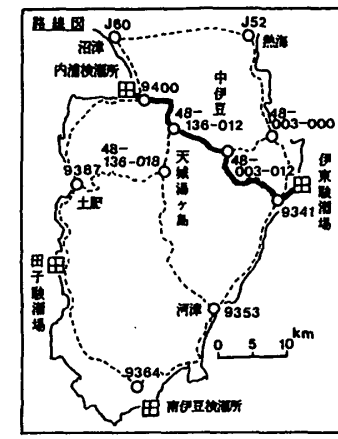 路線図
J60
J52
沼津
熱海
内浦検潮所
9400
中伊豆
48-
136-012
48-
003-000
48-
136-018
天城湯ヶ島
48-
003-012
伊東験潮場
9387
土肥
9341
田子験潮場
河津
9353
km
0 5 10
9364
南伊豆検潮所